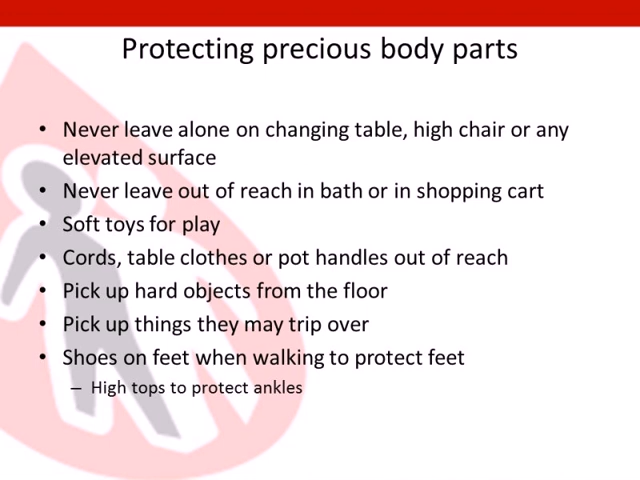 Protecting precious body parts
• Never leave alone on changing table, high chair or any
elevated surface
• Never leave out of reach in bath or in shopping cart
• Soft toys for play
• Cords, table clothes or pot handles out of reach
• Pick up hard objects from the floor
• Pick up things they may trip over
• Shoes on feet when walking to protect feet
– High tops to protect ankles